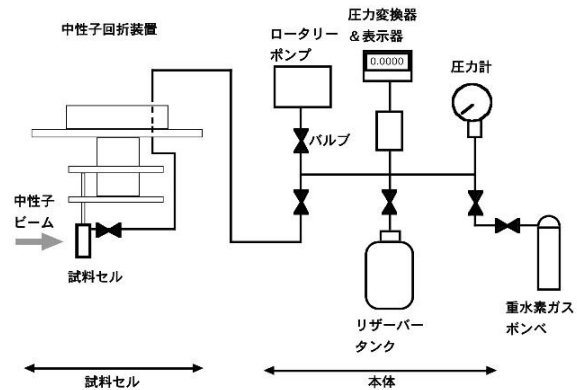 中性子回折装置
ロータリー
ポンプ
圧力変換器
＆表示器
0.0000
圧力計
バルブ
中性子
ビーム
試料セル
リザーバー
タンク
重水素ガス
ボンベ
試料セル
本体